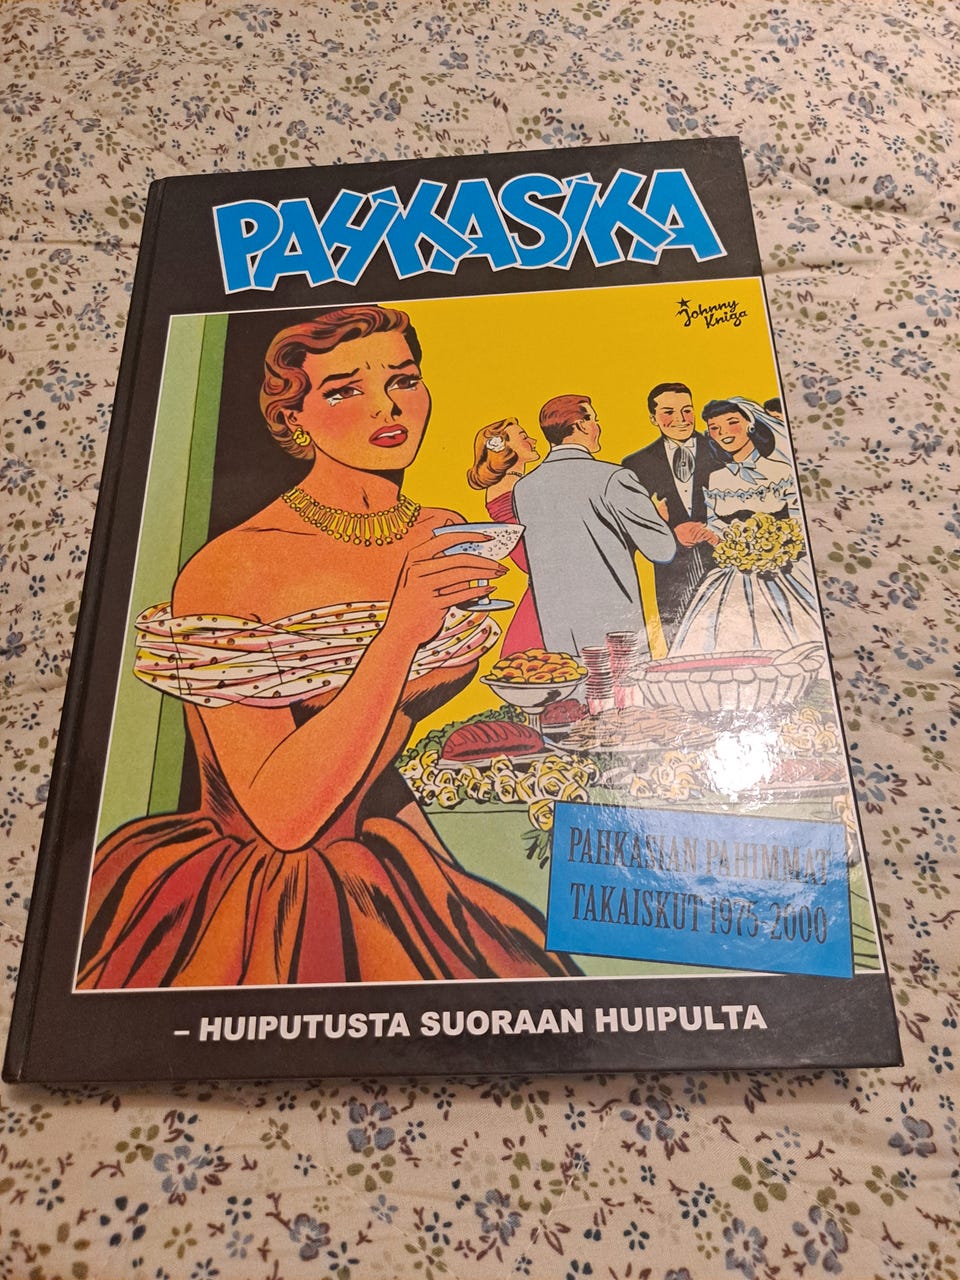 PAHKASIKA
Johnny
Kniga
PAHKASIAN PAHIMMAT
TAKAISKUT 1975-2000
– HUIPUTUSTA SUORAAN HUIPULTA